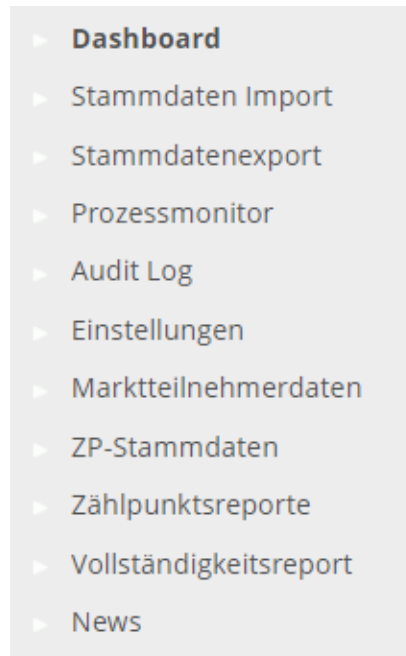 Dashboard
Stammdaten Import
Stammdatenexport
Prozessmonitor
Audit Log
Einstellungen
Marktteilnehmerdaten
ZP-Stammdaten
Zählpunktsreporte
Vollständigkeitsreport
News